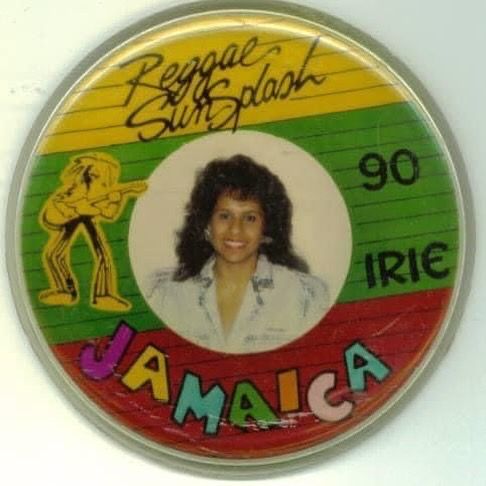 Reggae
SunSplash
90
IRIE
JAMAICA